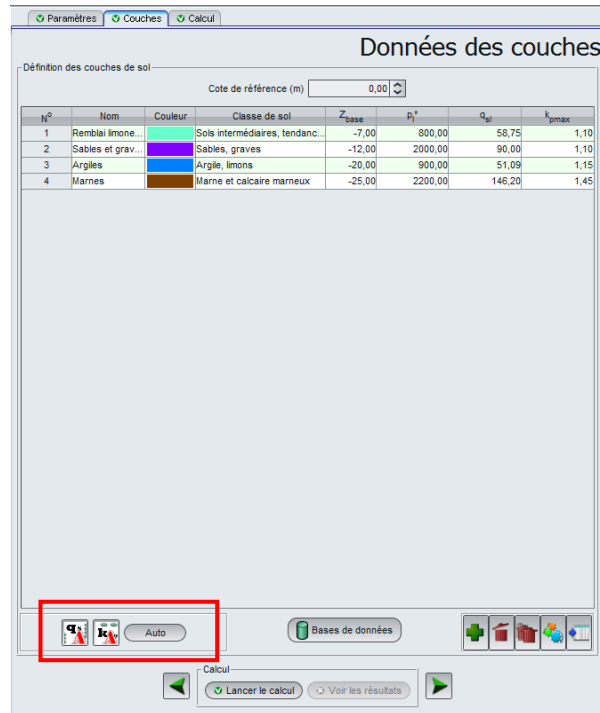 Paramètres Couches Calcul
Données des couches
Définition des couches de sol
Cote de référence (m) 0,00
N° Nom Couleur Classe de sol Zbase pl* qsl kpmax
1 Remblai limone... Sols intermédiaires, tendanc... -7,00 800,00 58,75 1,10
2 Sables et grav... Sables, graves -12,00 2000,00 90,00 1,10
3 Argiles Argile, limons -20,00 900,00 51,09 1,15
4 Marnes Marne et calcaire marneux -25,00 2200,00 146,20 1,45
Auto Bases de données
Calcul
Lancer le calcul Voir les résultats